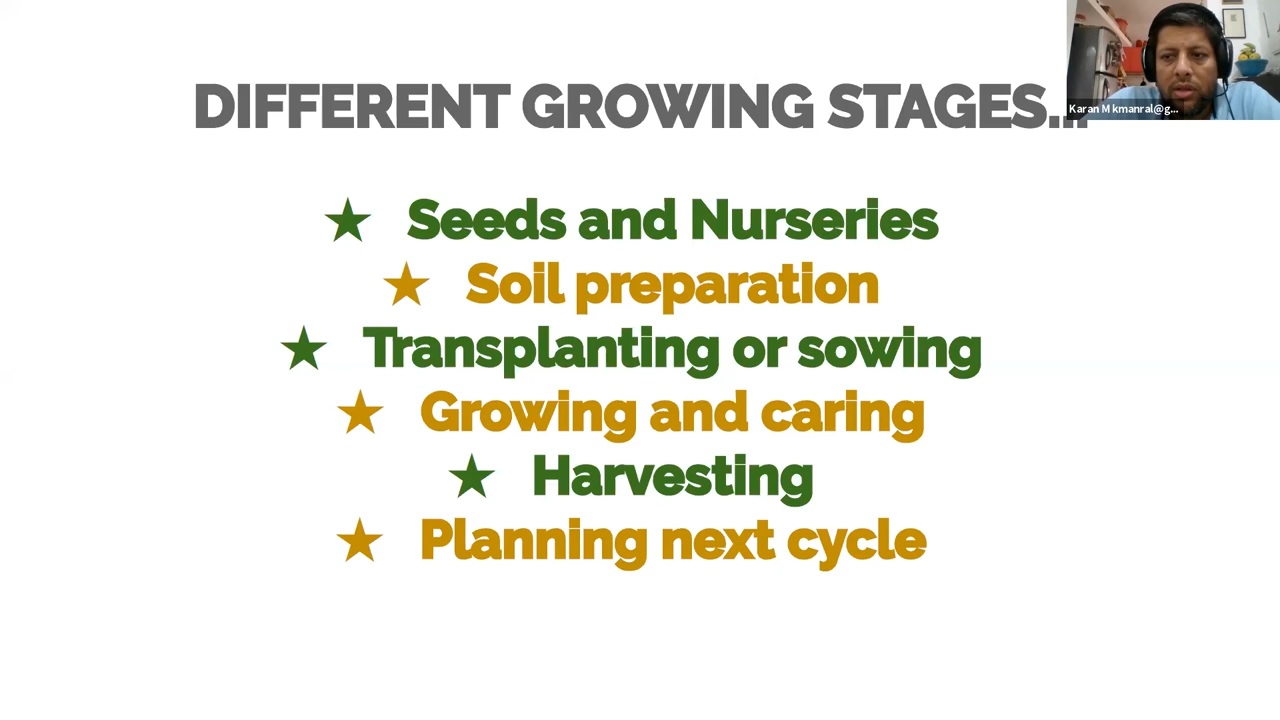 DIFFERENT GROWING STAGES...
Karan M kmanral@g...
★ Seeds and Nurseries
★ Soil preparation
★ Transplanting or sowing
★ Growing and caring
★ Harvesting
★ Planning next cycle